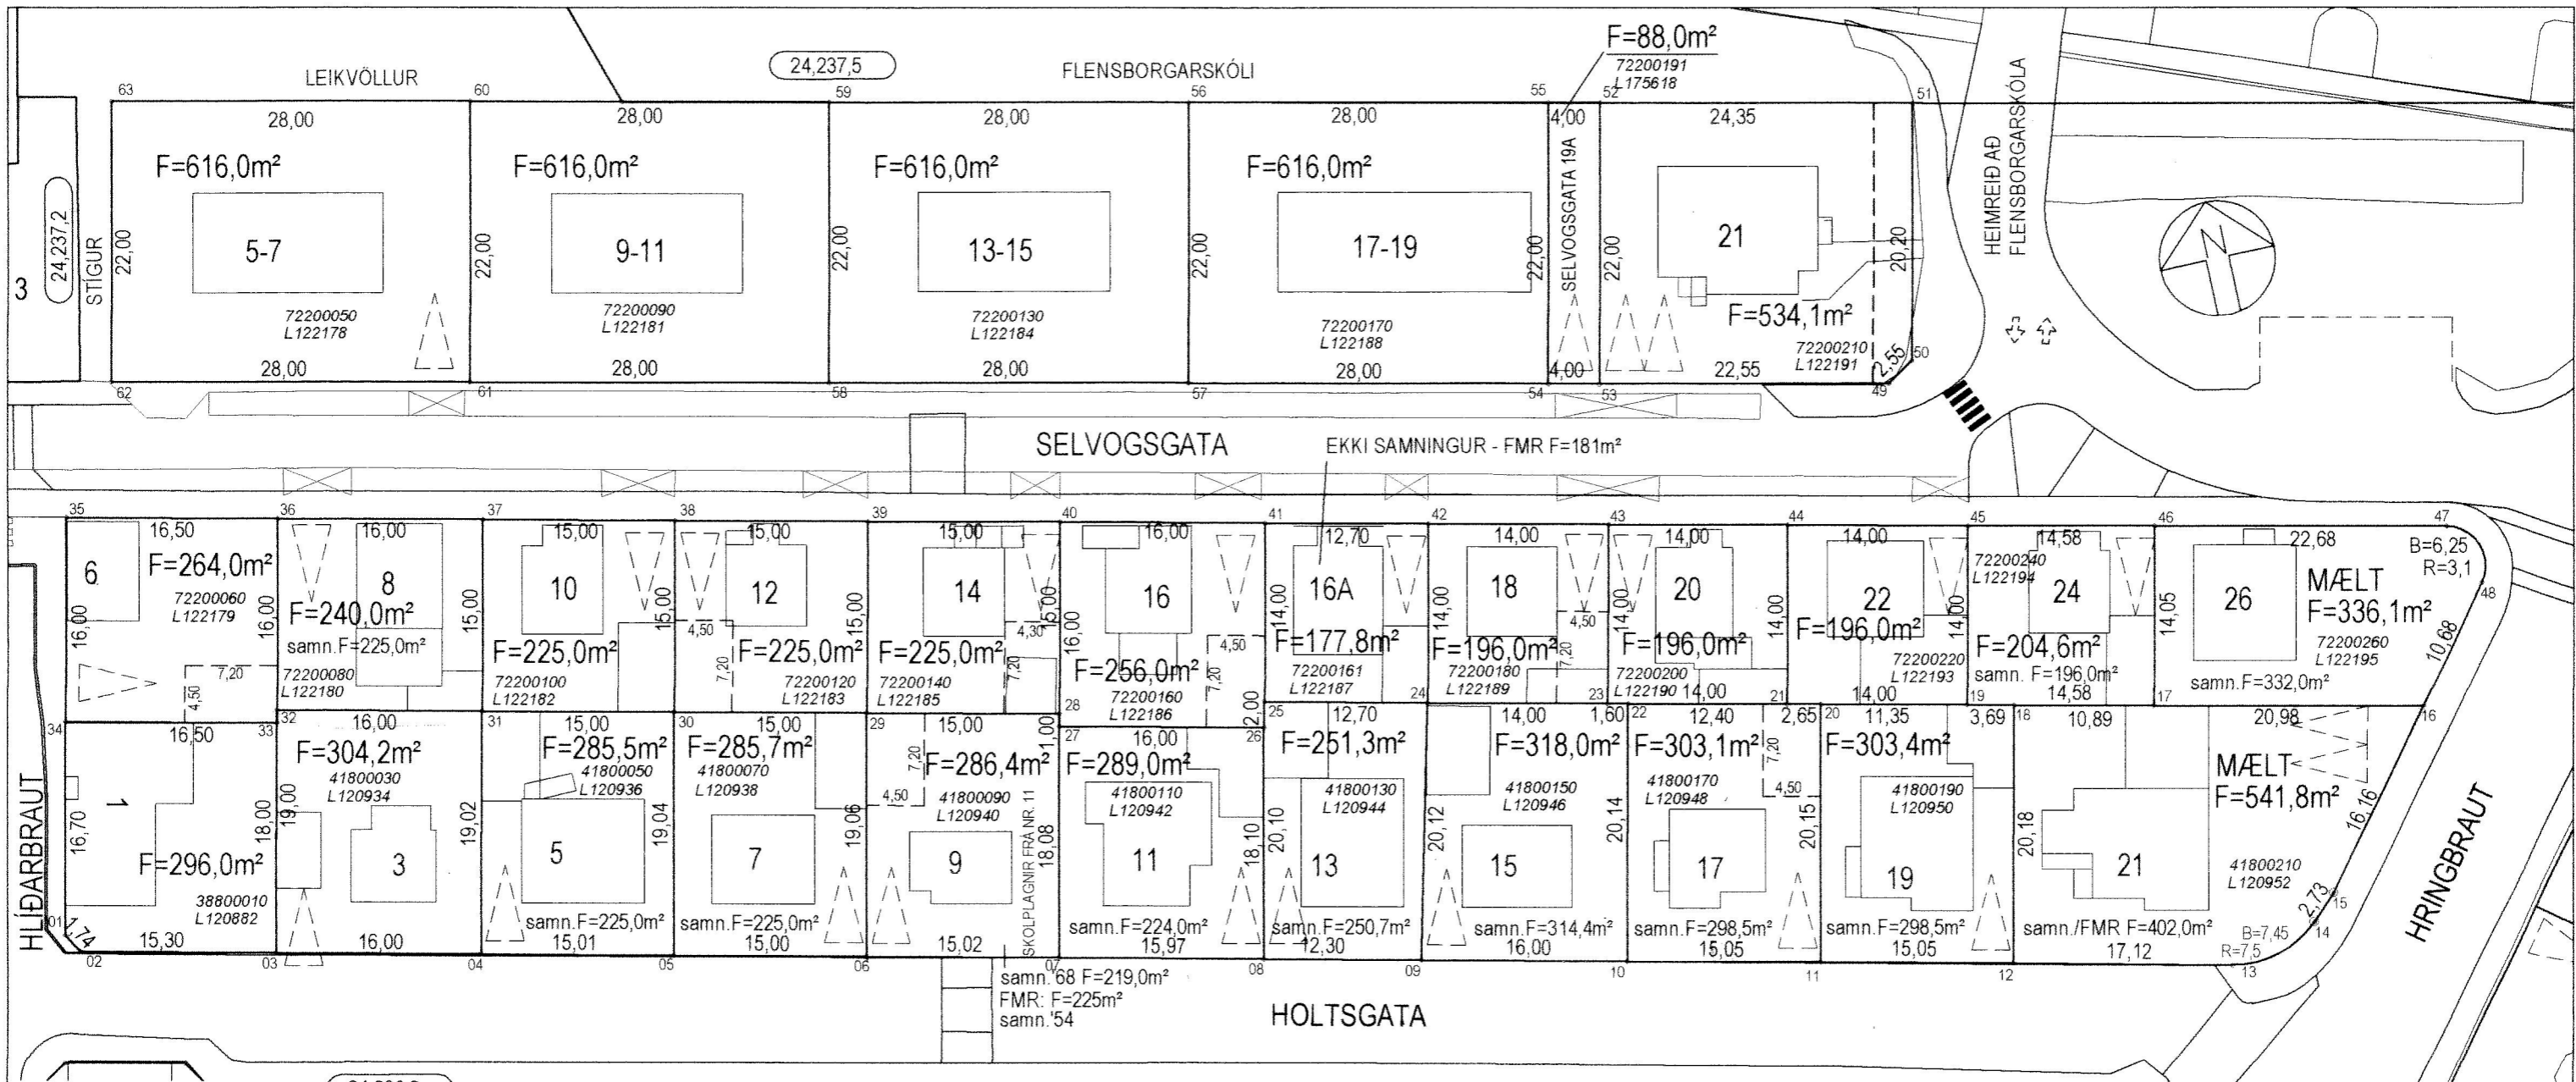 LEIKVÖLLUR
24,237,5
FLENSBORGARSKÓLI
F=88,0m²
72200191
L175618
HEIMREIÐ AÐ
FLENSBORGARSKÓLA
63
60
59
56
55
52
51
28,00
28,00
28,00
28,00
4,00
24,35
F=616,0m²
F=616,0m²
F=616,0m²
F=616,0m²
3
24,237,2
STÍGUR
22,00
5-7
22,00
9-11
22,00
13-15
22,00
17-19
22,00
SELVOGSGATA 19A
22,00
21
20,20
N
72200050
L122178
72200090
L122181
72200130
L122184
72200170
L122188
F=534,1m²
72200210
L122191
28,00
28,00
28,00
28,00
4,00
22,55
2,55
50
62
61
58
57
54
53
49
SELVOGSGATA
EKKI SAMNINGUR - FMR F=181m²
35
36
37
38
39
40
41
42
43
44
45
46
47
16,50
16,00
15,00
15,00
15,00
16,00
12,70
14,00
14,00
14,00
14,58
22,68
B=6,25
R=3,1
48
6
F=264,0m²
72200060
L122179
16,00
16,00
4,50
7,20
8
F=240,0m²
samn.F=225,0m²
72200080
L122180
15,00
10
F=225,0m²
72200100
L122182
15,00
12
4,50
7,20
F=225,0m²
72200120
L122183
15,00
14
F=225,0m²
72200140
L122185
15,00
4,30
7,20
16,00
16
F=256,0m²
72200160
L122186
4,50
7,20
2,00
14,00
16A
F=177,8m²
72200161
L122187
14,00
18
F=196,0m²
72200180
L122189
4,50
7,20
14,00
20
F=196,0m²
72200200
L122190
14,00
14,00
22
F=196,0m²
72200220
L122193
14,00
14,00
72200240
L122194
24
F=204,6m²
samn. F=196,0m²
14,58
14,05
26
MÆLT
F=336,1m²
72200260
L122195
samn.F=332,0m²
10,68
34
33
32
31
30
29
28
27
26
25
24
23
22
21
20
19
18
17
16
16,50
16,00
15,00
15,00
15,00
1,00
16,00
12,70
14,00
1,60
12,40
2,65
11,35
3,69
10,89
20,98
HLÍÐARBRAUT
1
16,70
F=296,0m²
38800010
L120882
18,00
01
1,74
15,30
F=304,2m²
41800030
L120934
19,00
3
16,00
19,02
F=285,5m²
41800050
L120936
5
samn.F=225,0m²
15,01
19,04
F=285,7m²
41800070
L120938
7
samn.F=225,0m²
15,00
19,06
7,20
4,50
F=286,4m²
41800090
L120940
9
15,02
SKOLPLAGNIR FRÁ NR. 11
18,08
F=289,0m²
41800110
L120942
11
samn.F=224,0m²
15,97
18,10
F=251,3m²
41800130
L120944
20,10
13
samn.F=250,7m²
12,30
20,12
F=318,0m²
41800150
L120946
15
samn.F=314,4m²
16,00
20,14
F=303,1m²
41800170
L120948
7,20
4,50
17
samn.F=298,5m²
15,05
20,15
F=303,4m²
41800190
L120950
19
samn.F=298,5m²
15,05
20,18
MÆLT
F=541,8m²
41800210
L120952
21
samn./FMR F=402,0m²
17,12
16,16
2,73
15
14
B=7,45
R=7,5
HRINGBRAUT
02
03
04
05
06
07
08
09
10
11
12
13
samn.'68 F=219,0m²
FMR: F=225m²
samn.'54
HOLTSGATA